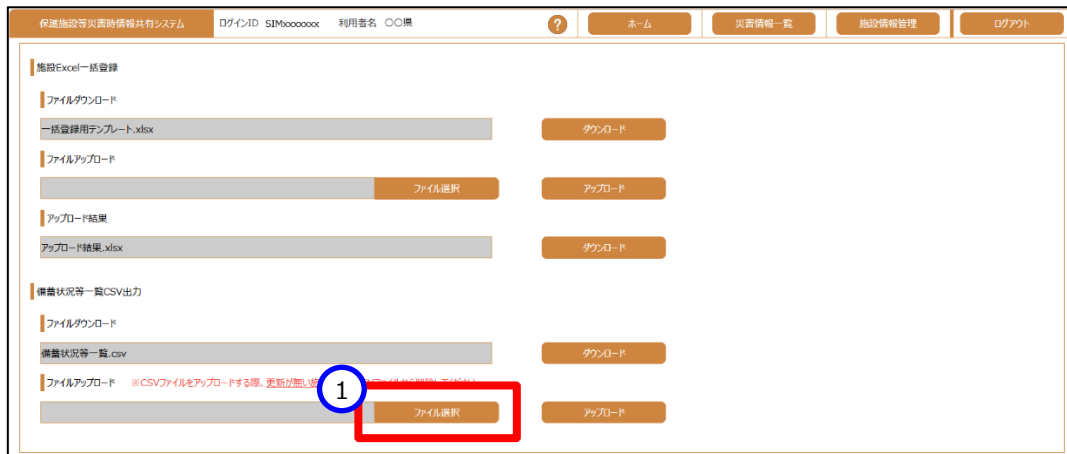 保護施設等災害時情報共有システム ログインID SIMxxxxxxx 利用者名 〇〇県 ? ホーム 災害情報一覧 施設情報管理 ログアウト
施設Excel一括登録
ファイルダウンロード
一括登録用テンプレート.xlsx ダウンロード
ファイルアップロード
ファイル選択 アップロード
アップロード結果
アップロード結果.xlsx ダウンロード
備蓄状況等一覧CSV出力
ファイルダウンロード
備蓄状況等一覧.csv ダウンロード
ファイルアップロード ※CSVファイルをアップロードする際、更新が無い
1
ファイル選択 アップロード